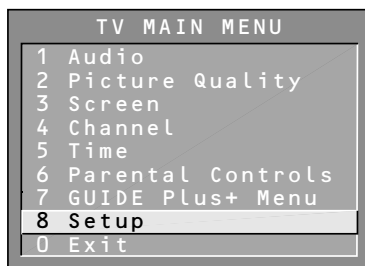 TV MAIN MENU
1 Audio
2 Picture Quality
3 Screen
4 Channel
5 Time
6 Parental Controls
7 GUIDE Plus+ Menu
8 Setup
0 Exit